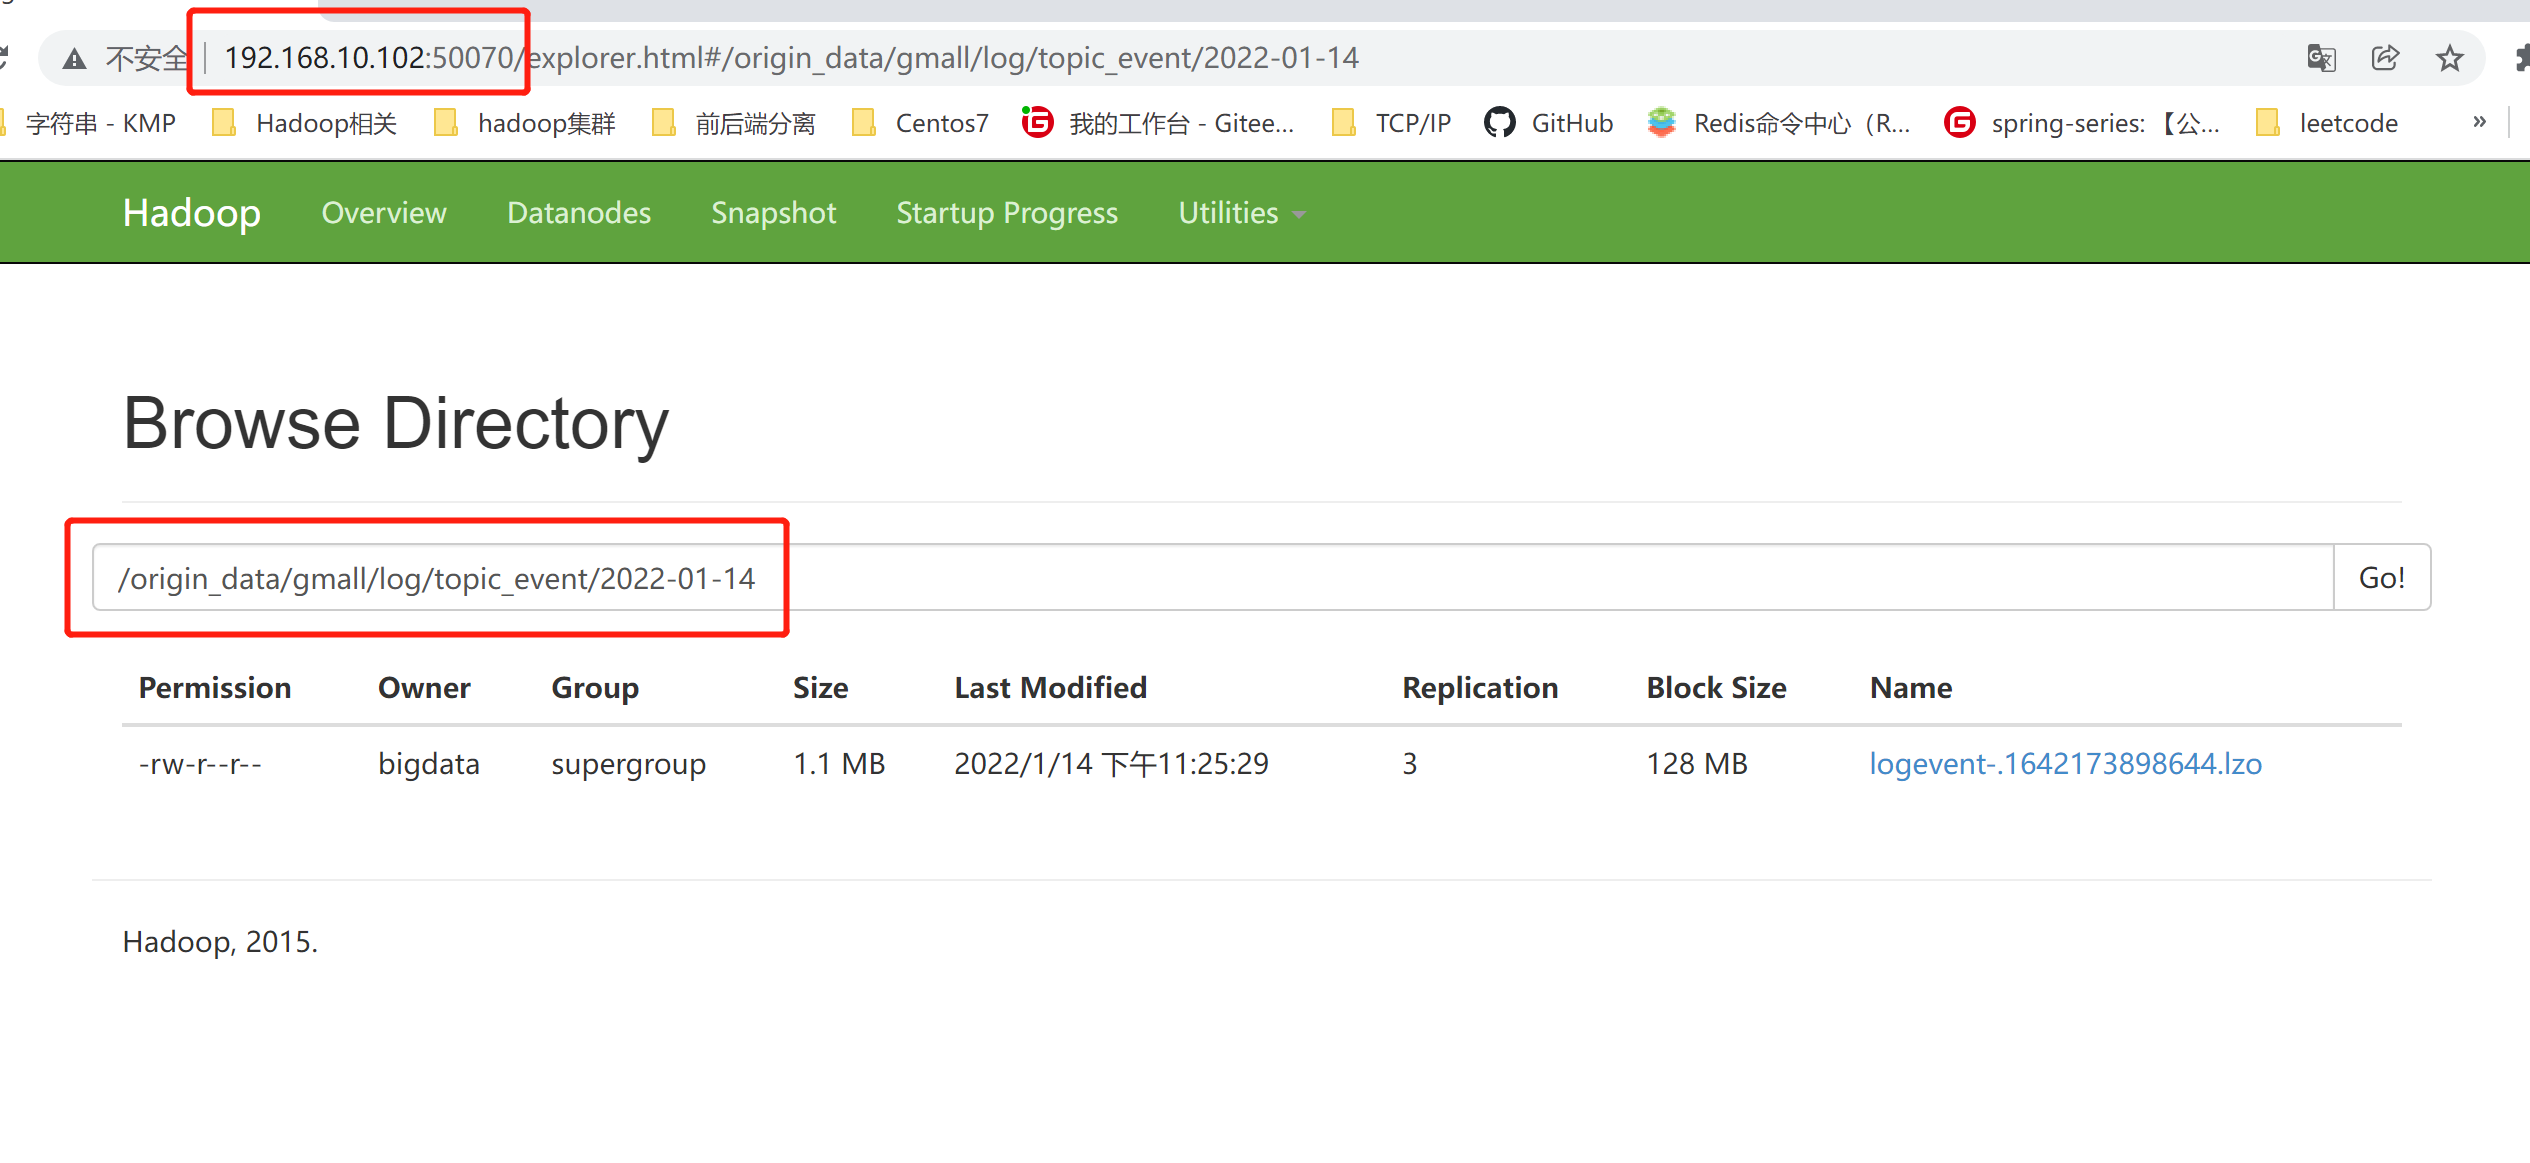 不安全 192.168.10.102:50070/explorer.html#/origin_data/gmall/log/topic_event/2022-01-14
字符串 - KMP Hadoop相关 hadoop集群 前后端分离 Centos7 我的工作台 - Gitee... TCP/IP GitHub Redis命令中心（R... spring-series: 【公... leetcode »
Hadoop Overview Datanodes Snapshot Startup Progress Utilities
Browse Directory
/origin_data/gmall/log/topic_event/2022-01-14 Go!
Permission Owner Group Size Last Modified Replication Block Size Name
-rw-r--r-- bigdata supergroup 1.1 MB 2022/1/14 下午11:25:29 3 128 MB logevent-.1642173898644.lzo
Hadoop, 2015.